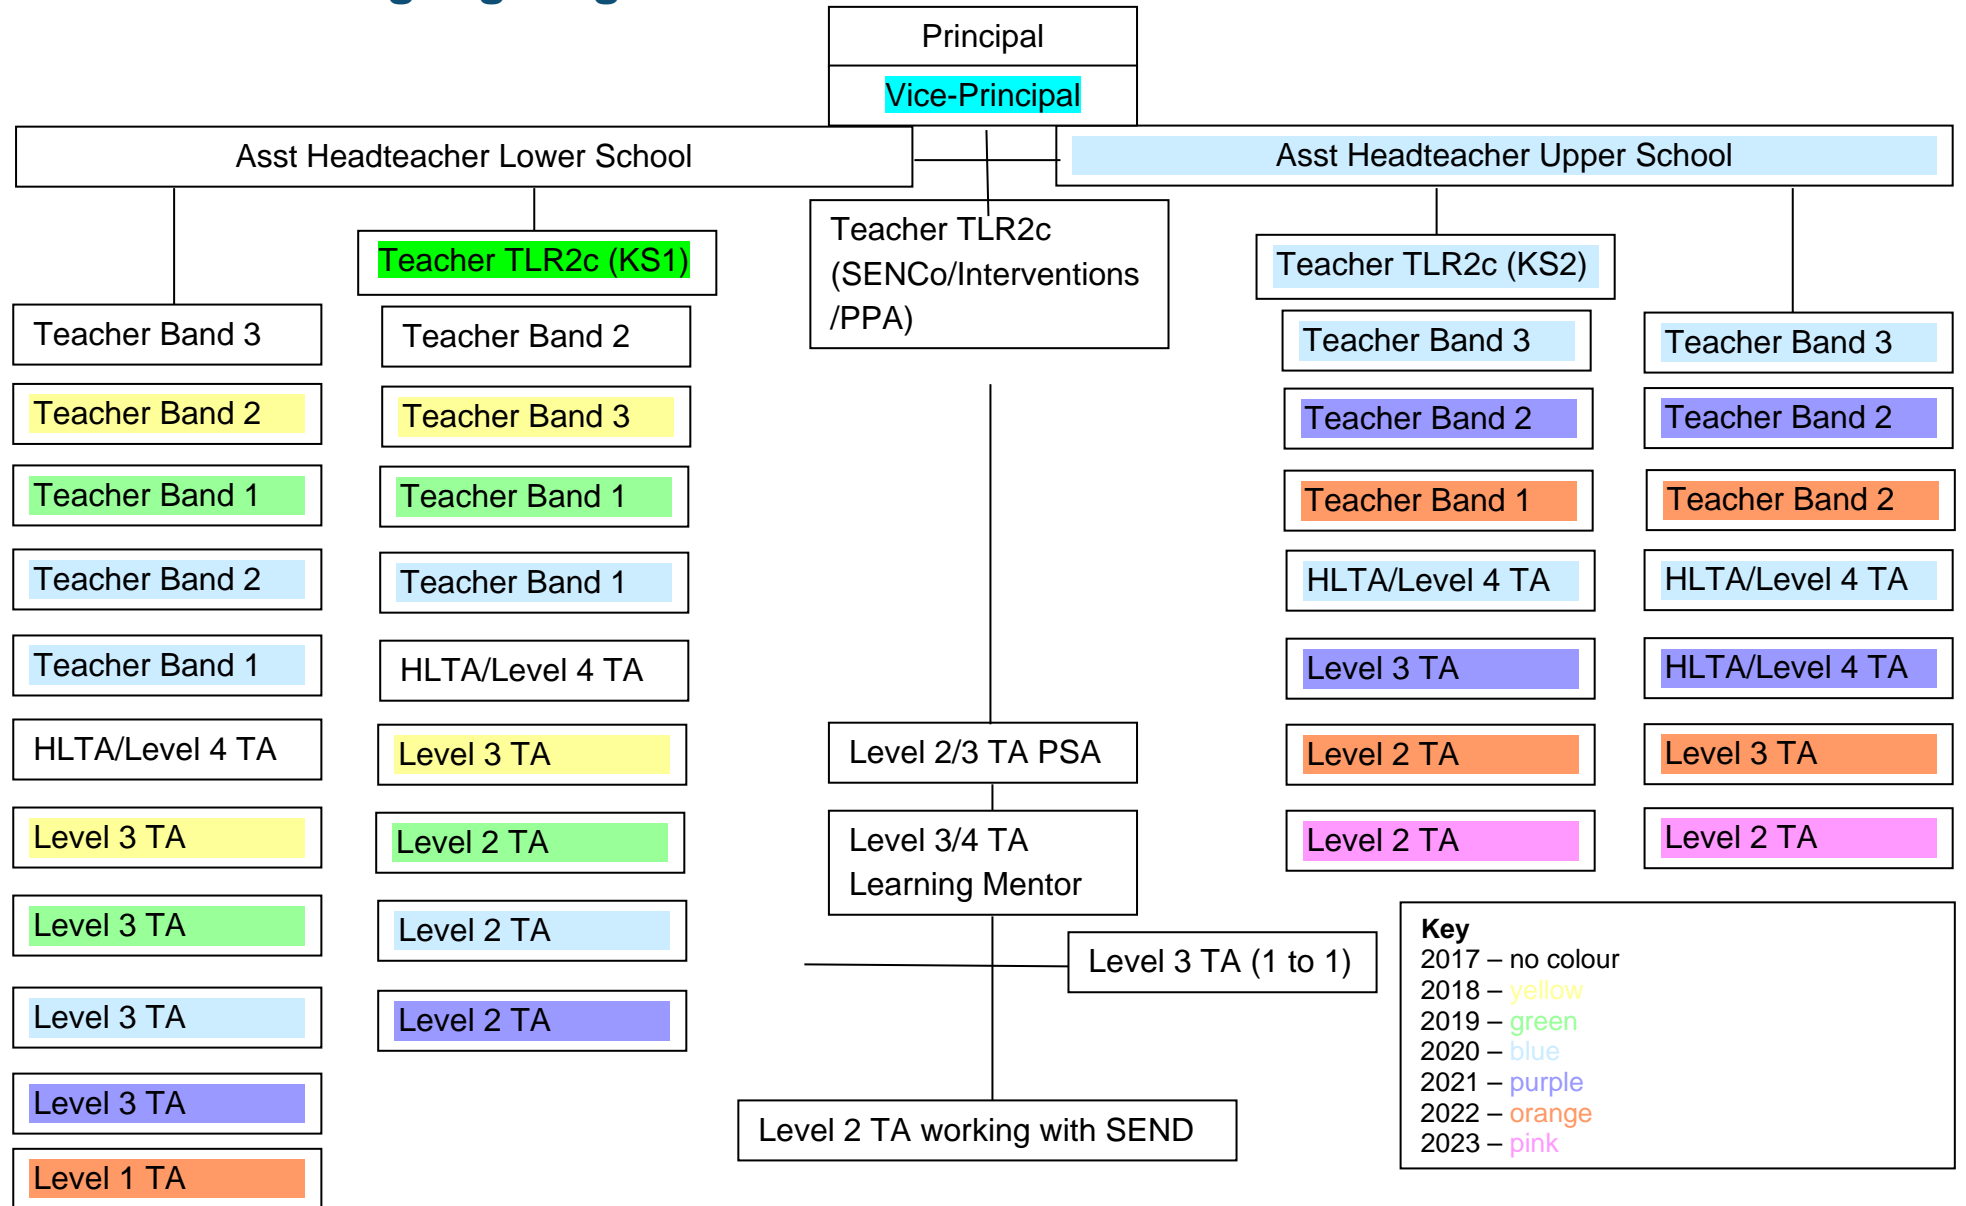 Principal
Vice-Principal
Asst Headteacher Lower School
Asst Headteacher Upper School
Teacher TLR2c (KS1)
Teacher TLR2c
(SENCo/Interventions
/PPA)
Teacher TLR2c (KS2)
Teacher Band 3
Teacher Band 2
Teacher Band 1
Teacher Band 2
Teacher Band 1
HLTA/Level 4 TA
Level 3 TA
Level 3 TA
Level 3 TA
Level 3 TA
Level 1 TA
Teacher Band 2
Teacher Band 3
Teacher Band 1
Teacher Band 1
HLTA/Level 4 TA
Level 3 TA
Level 2 TA
Level 2 TA
Level 2 TA
Level 2/3 TA PSA
Level 3/4 TA
Learning Mentor
Level 3 TA (1 to 1)
Level 2 TA working with SEND
Teacher Band 3
Teacher Band 2
Teacher Band 1
HLTA/Level 4 TA
Level 3 TA
Level 2 TA
Level 2 TA
Teacher Band 3
Teacher Band 2
Teacher Band 2
HLTA/Level 4 TA
HLTA/Level 4 TA
Level 3 TA
Level 2 TA
Key
2017 – no colour
2018 – yellow
2019 – green
2020 – blue
2021 – purple
2022 – orange
2023 – pink